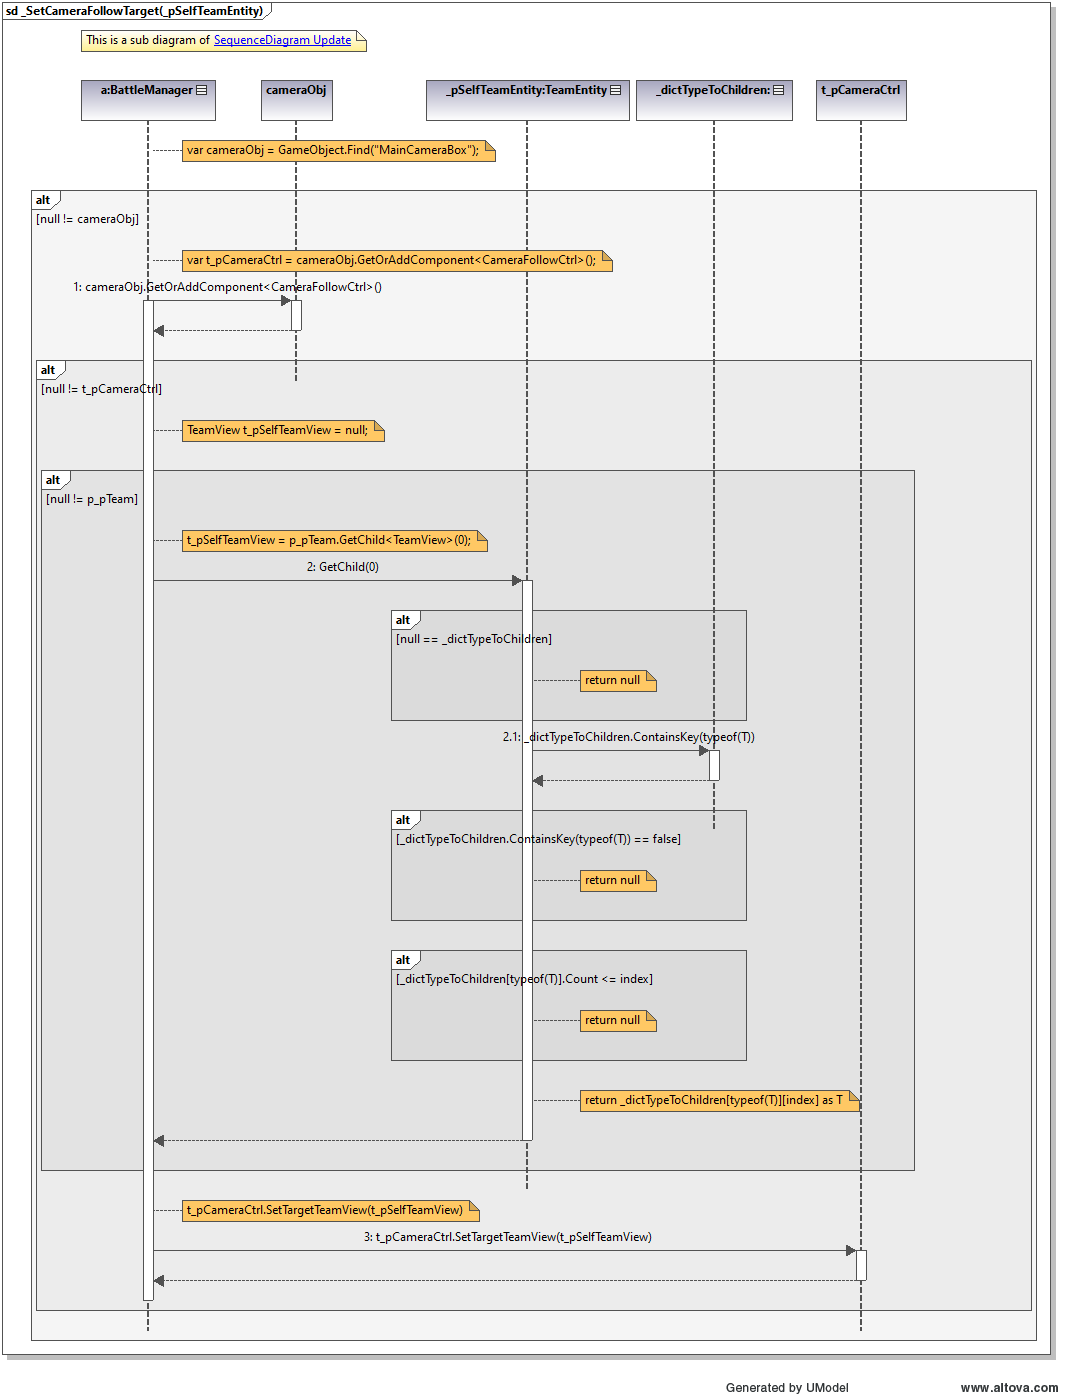 sd _SetCameraFollowTarget(_pSelfTeamEntity)
This is a sub diagram of SequenceDiagram Update
a:BattleManager
cameraObj
_pSelfTeamEntity:TeamEntity
_dictTypeToChildren:
t_pCameraCtrl
var cameraObj = GameObject.Find("MainCameraBox");
alt
[null != cameraObj]
var t_pCameraCtrl = cameraObj.GetOrAddComponent<CameraFollowCtrl>();
1: cameraObj.GetOrAddComponent<CameraFollowCtrl>()
alt
[null != t_pCameraCtrl]
TeamView t_pSelfTeamView = null;
alt
[null != p_pTeam]
t_pSelfTeamView = p_pTeam.GetChild<TeamView>(0);
2: GetChild(0)
alt
[null == _dictTypeToChildren]
return null
2.1: _dictTypeToChildren.ContainsKey(typeof(T))
alt
[_dictTypeToChildren.ContainsKey(typeof(T)) == false]
return null
alt
[_dictTypeToChildren[typeof(T)].Count <= index]
return null
return _dictTypeToChildren[typeof(T)][index] as T
t_pCameraCtrl.SetTargetTeamView(t_pSelfTeamView)
3: t_pCameraCtrl.SetTargetTeamView(t_pSelfTeamView)
Generated by UModel
www.altova.com